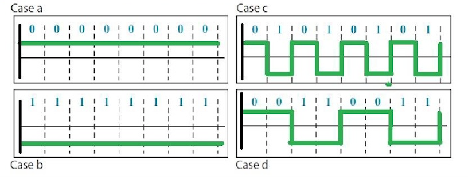 Case a
0 0 0 0 0 0 0 0
Case c
0 1 0 1 0 1 0 1
1 1 1 1 1 1 1 1
Case b
0 0 1 1 0 0 1 1
Case d